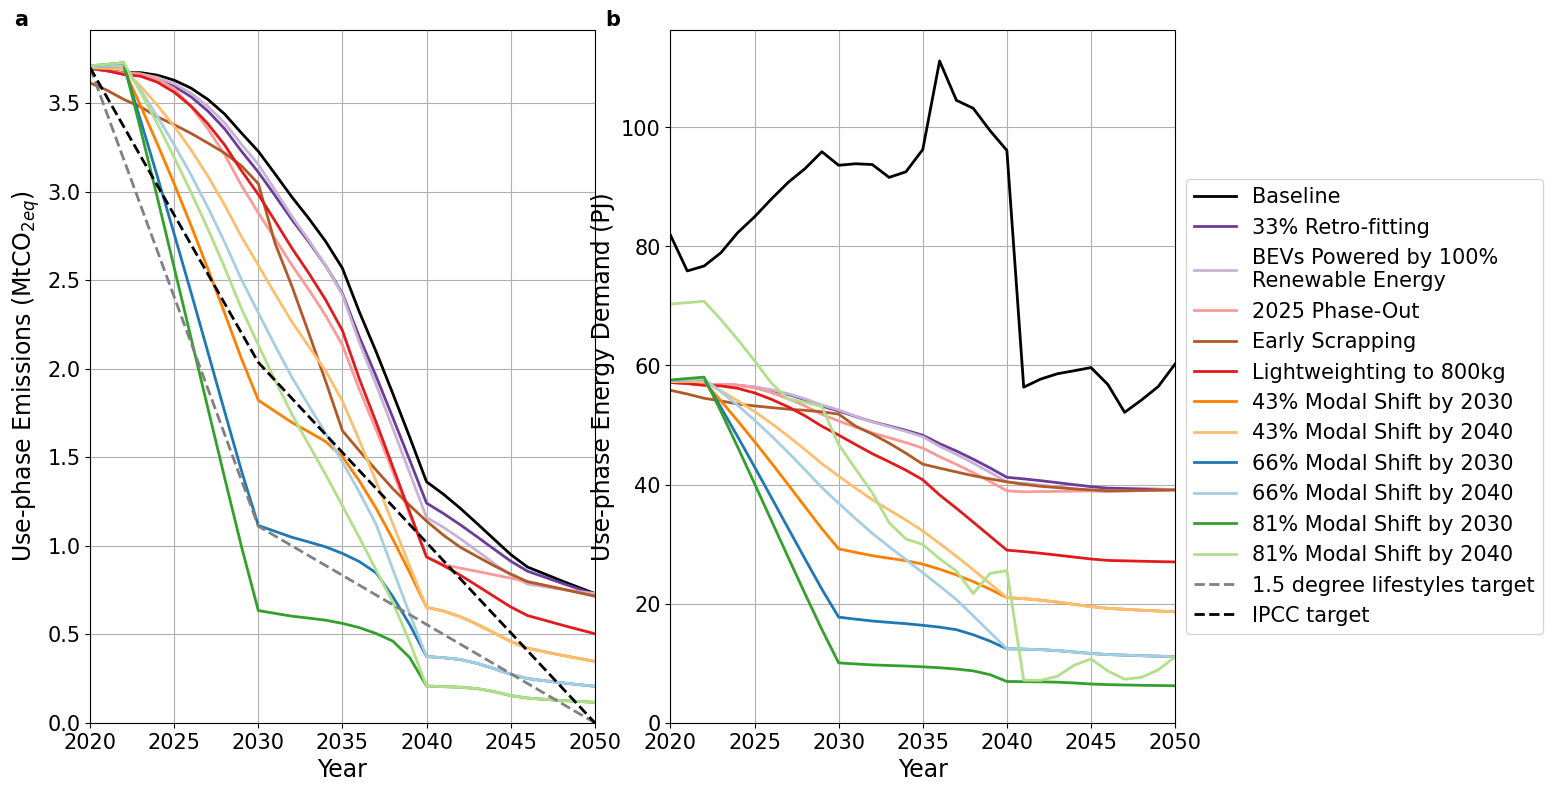 a
b
Use-phase Emissions (MtCO2eq)
3.5
3.0
2.5
2.0
1.5
1.0
0.5
0.0
2020 2025 2030 2035 2040 2045 2050
Year
Use-phase Energy Demand (PJ)
100
80
60
40
20
0
2020 2025 2030 2035 2040 2045 2050
Year
Baseline
33% Retro-fitting
BEVs Powered by 100%
Renewable Energy
2025 Phase-Out
Early Scrapping
Lightweighting to 800kg
43% Modal Shift by 2030
43% Modal Shift by 2040
66% Modal Shift by 2030
66% Modal Shift by 2040
81% Modal Shift by 2030
81% Modal Shift by 2040
1.5 degree lifestyles target
IPCC target